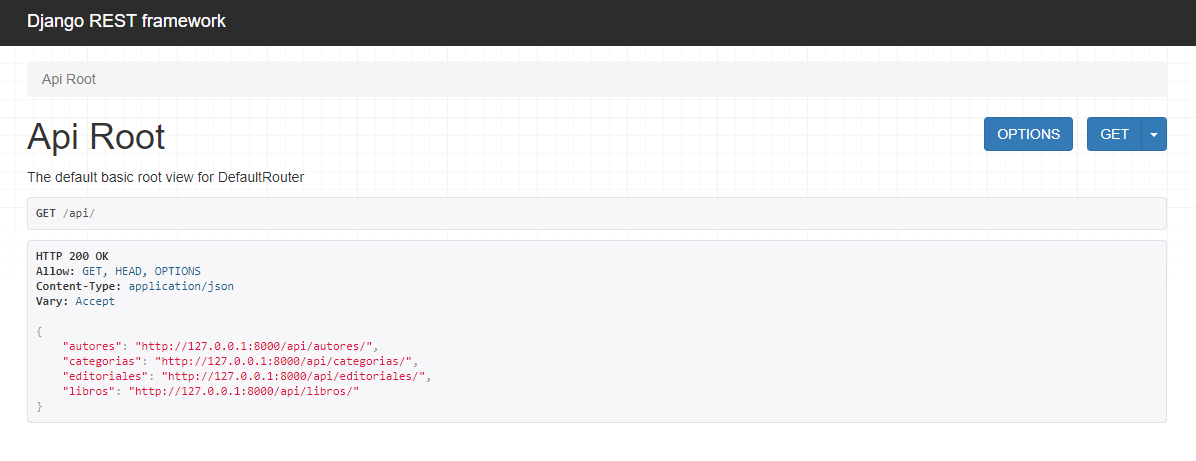 Django REST framework
Api Root
Api Root
OPTIONS
GET
The default basic root view for DefaultRouter
GET /api/
HTTP 200 OK
Allow: GET, HEAD, OPTIONS
Content-Type: application/json
Vary: Accept
{
    "autores": "http://127.0.0.1:8000/api/autores/",
    "categorias": "http://127.0.0.1:8000/api/categorias/",
    "editoriales": "http://127.0.0.1:8000/api/editoriales/",
    "libros": "http://127.0.0.1:8000/api/libros/"
}